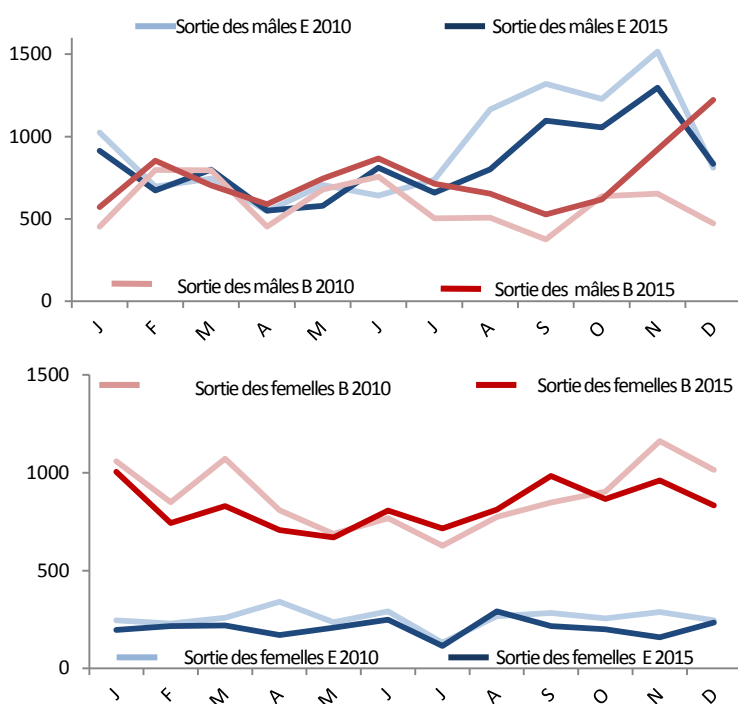 Sortie des mâles E 2010 Sortie des mâles E 2015
1500
1000
500
0
Sortie des mâles B 2010 Sortie des mâles B 2015
J F M A M J J A S O N D
1500
Sortie des femelles B 2010 Sortie des femelles B 2015
1000
500
0
Sortie des femelles E 2010 Sortie des femelles E 2015
J F M A M J J A S O N D